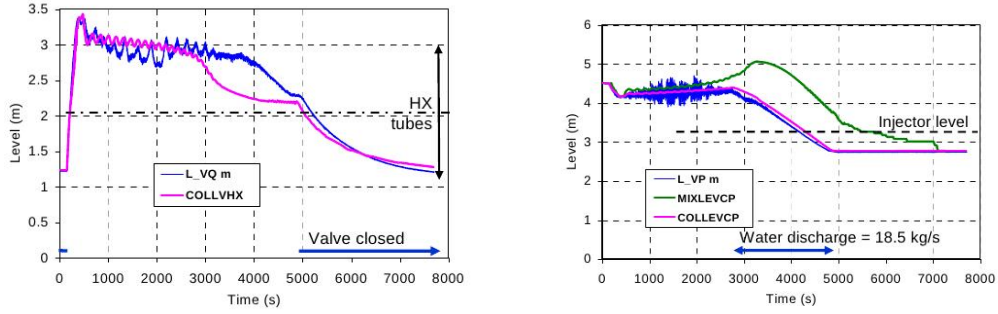 3.5
3
2.5
2
1.5
1
0.5
0
Level (m)
HX
tubes
L_VQ m
COLLVHX
Valve closed
0 1000 2000 3000 4000 5000 6000 7000 8000
Time (s)
6
5
4
3
2
1
0
Level (m)
Injector level
L_VP m
MIXLEVCP
COLLEVCP
Water discharge = 18.5 kg/s
0 1000 2000 3000 4000 5000 6000 7000 8000
Time (s)